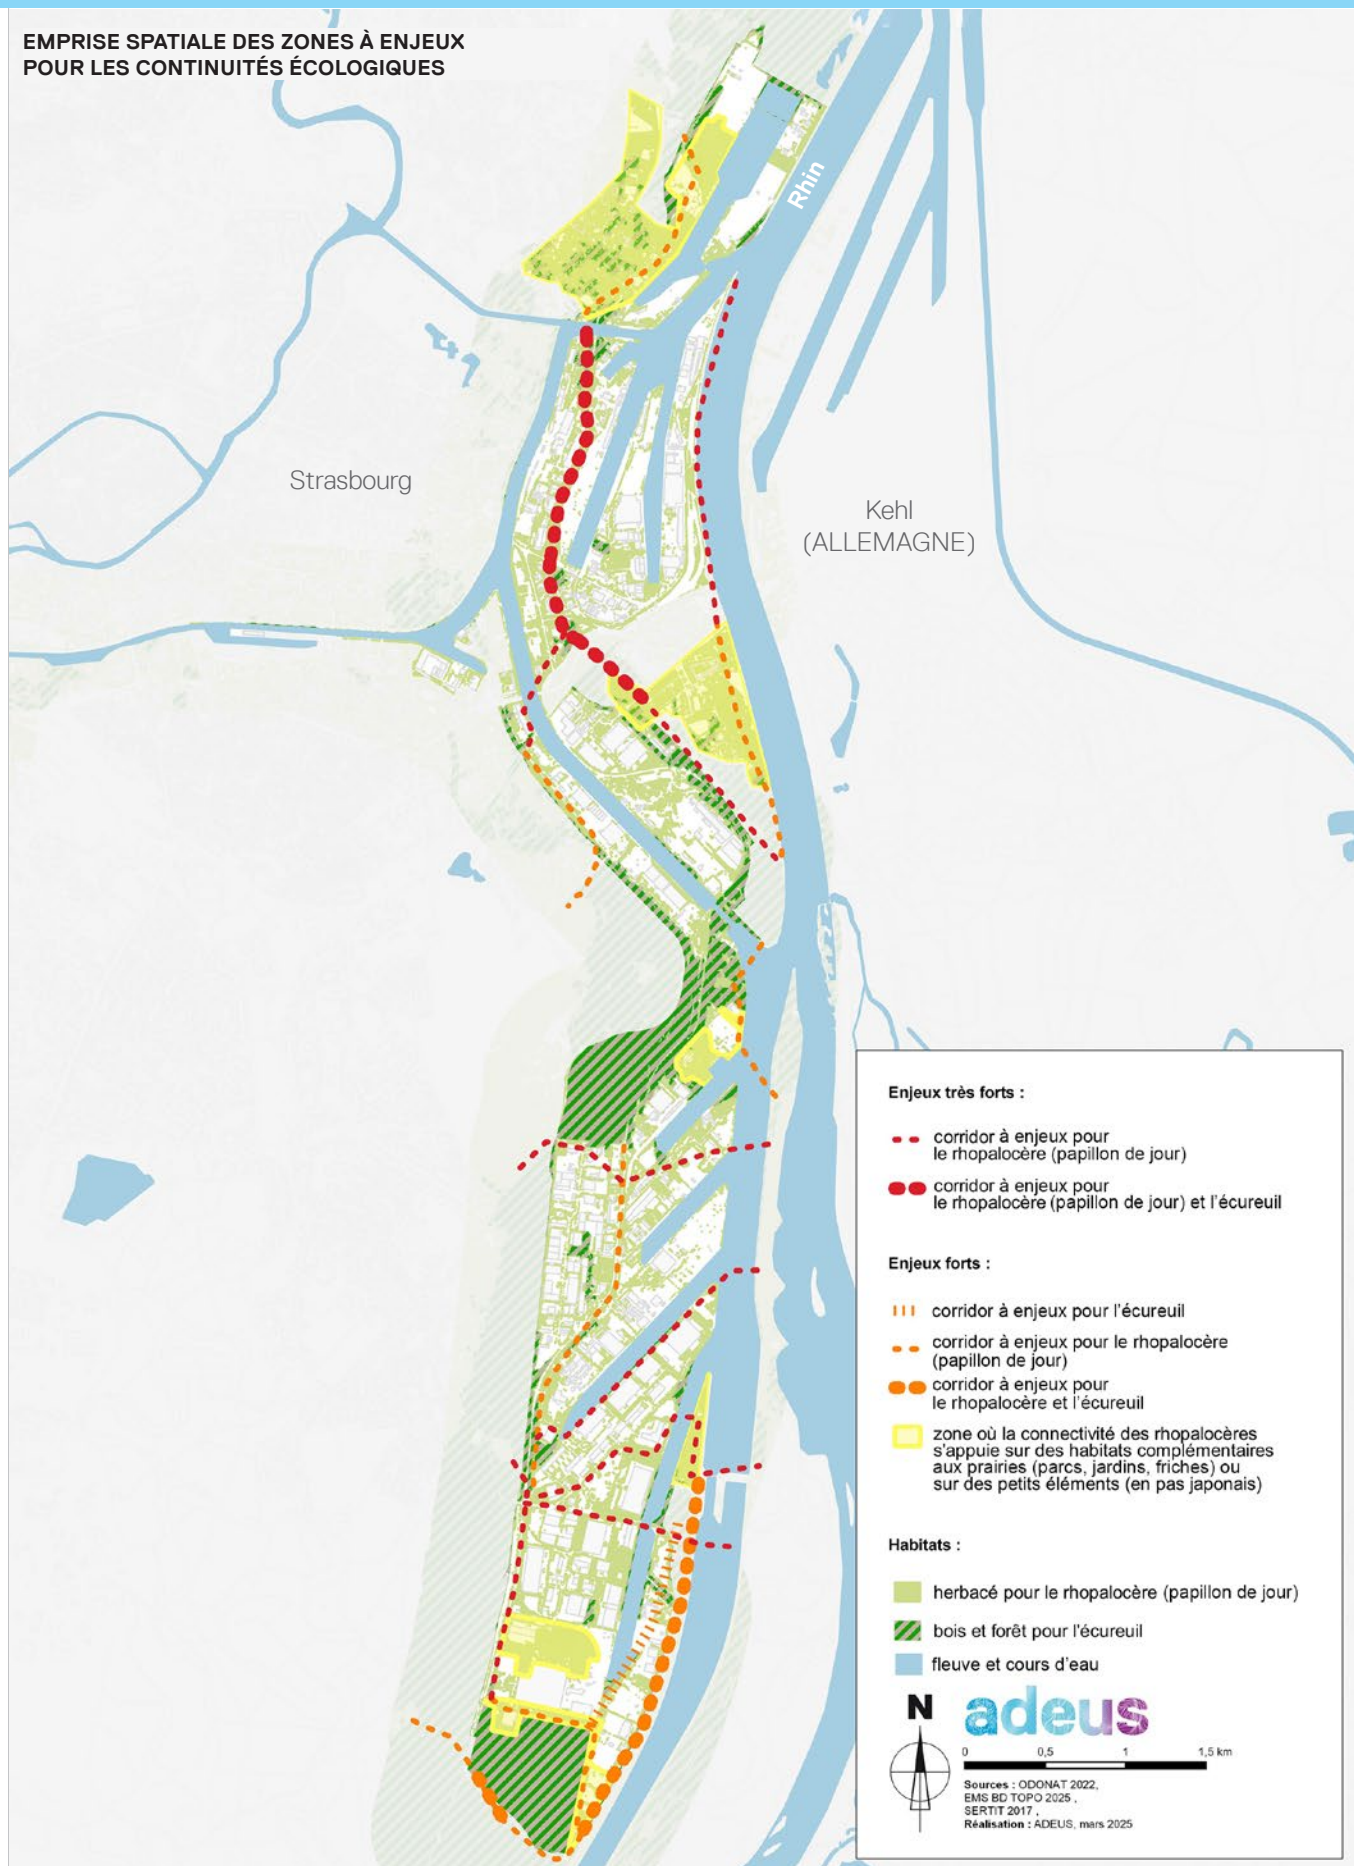 EMPRISE SPATIALE DES ZONES À ENJEUX
POUR LES CONTINUITÉS ÉCOLOGIQUES
Rhin
Strasbourg
Kehl
(ALLEMAGNE)
Enjeux très forts :
corridor à enjeux pour
le rhopalocère (papillon de jour)
corridor à enjeux pour
le rhopalocère (papillon de jour) et l'écureuil
Enjeux forts :
corridor à enjeux pour l'écureuil
corridor à enjeux pour le rhopalocère
(papillon de jour)
corridor à enjeux pour
le rhopalocère et l'écureuil
zone où la connectivité des rhopalocères
s'appuie sur des habitats complémentaires
aux prairies (parcs, jardins, friches) ou
sur des petits éléments (en pas japonais)
Habitats :
herbacé pour le rhopalocère (papillon de jour)
bois et forêt pour l'écureuil
fleuve et cours d'eau
N
adeus
0 0,5 1 1,5 km
Sources : ODONAT 2022,
EMS BD TOPO 2025 ,
SERTIT 2017 ,
Réalisation : ADEUS, mars 2025